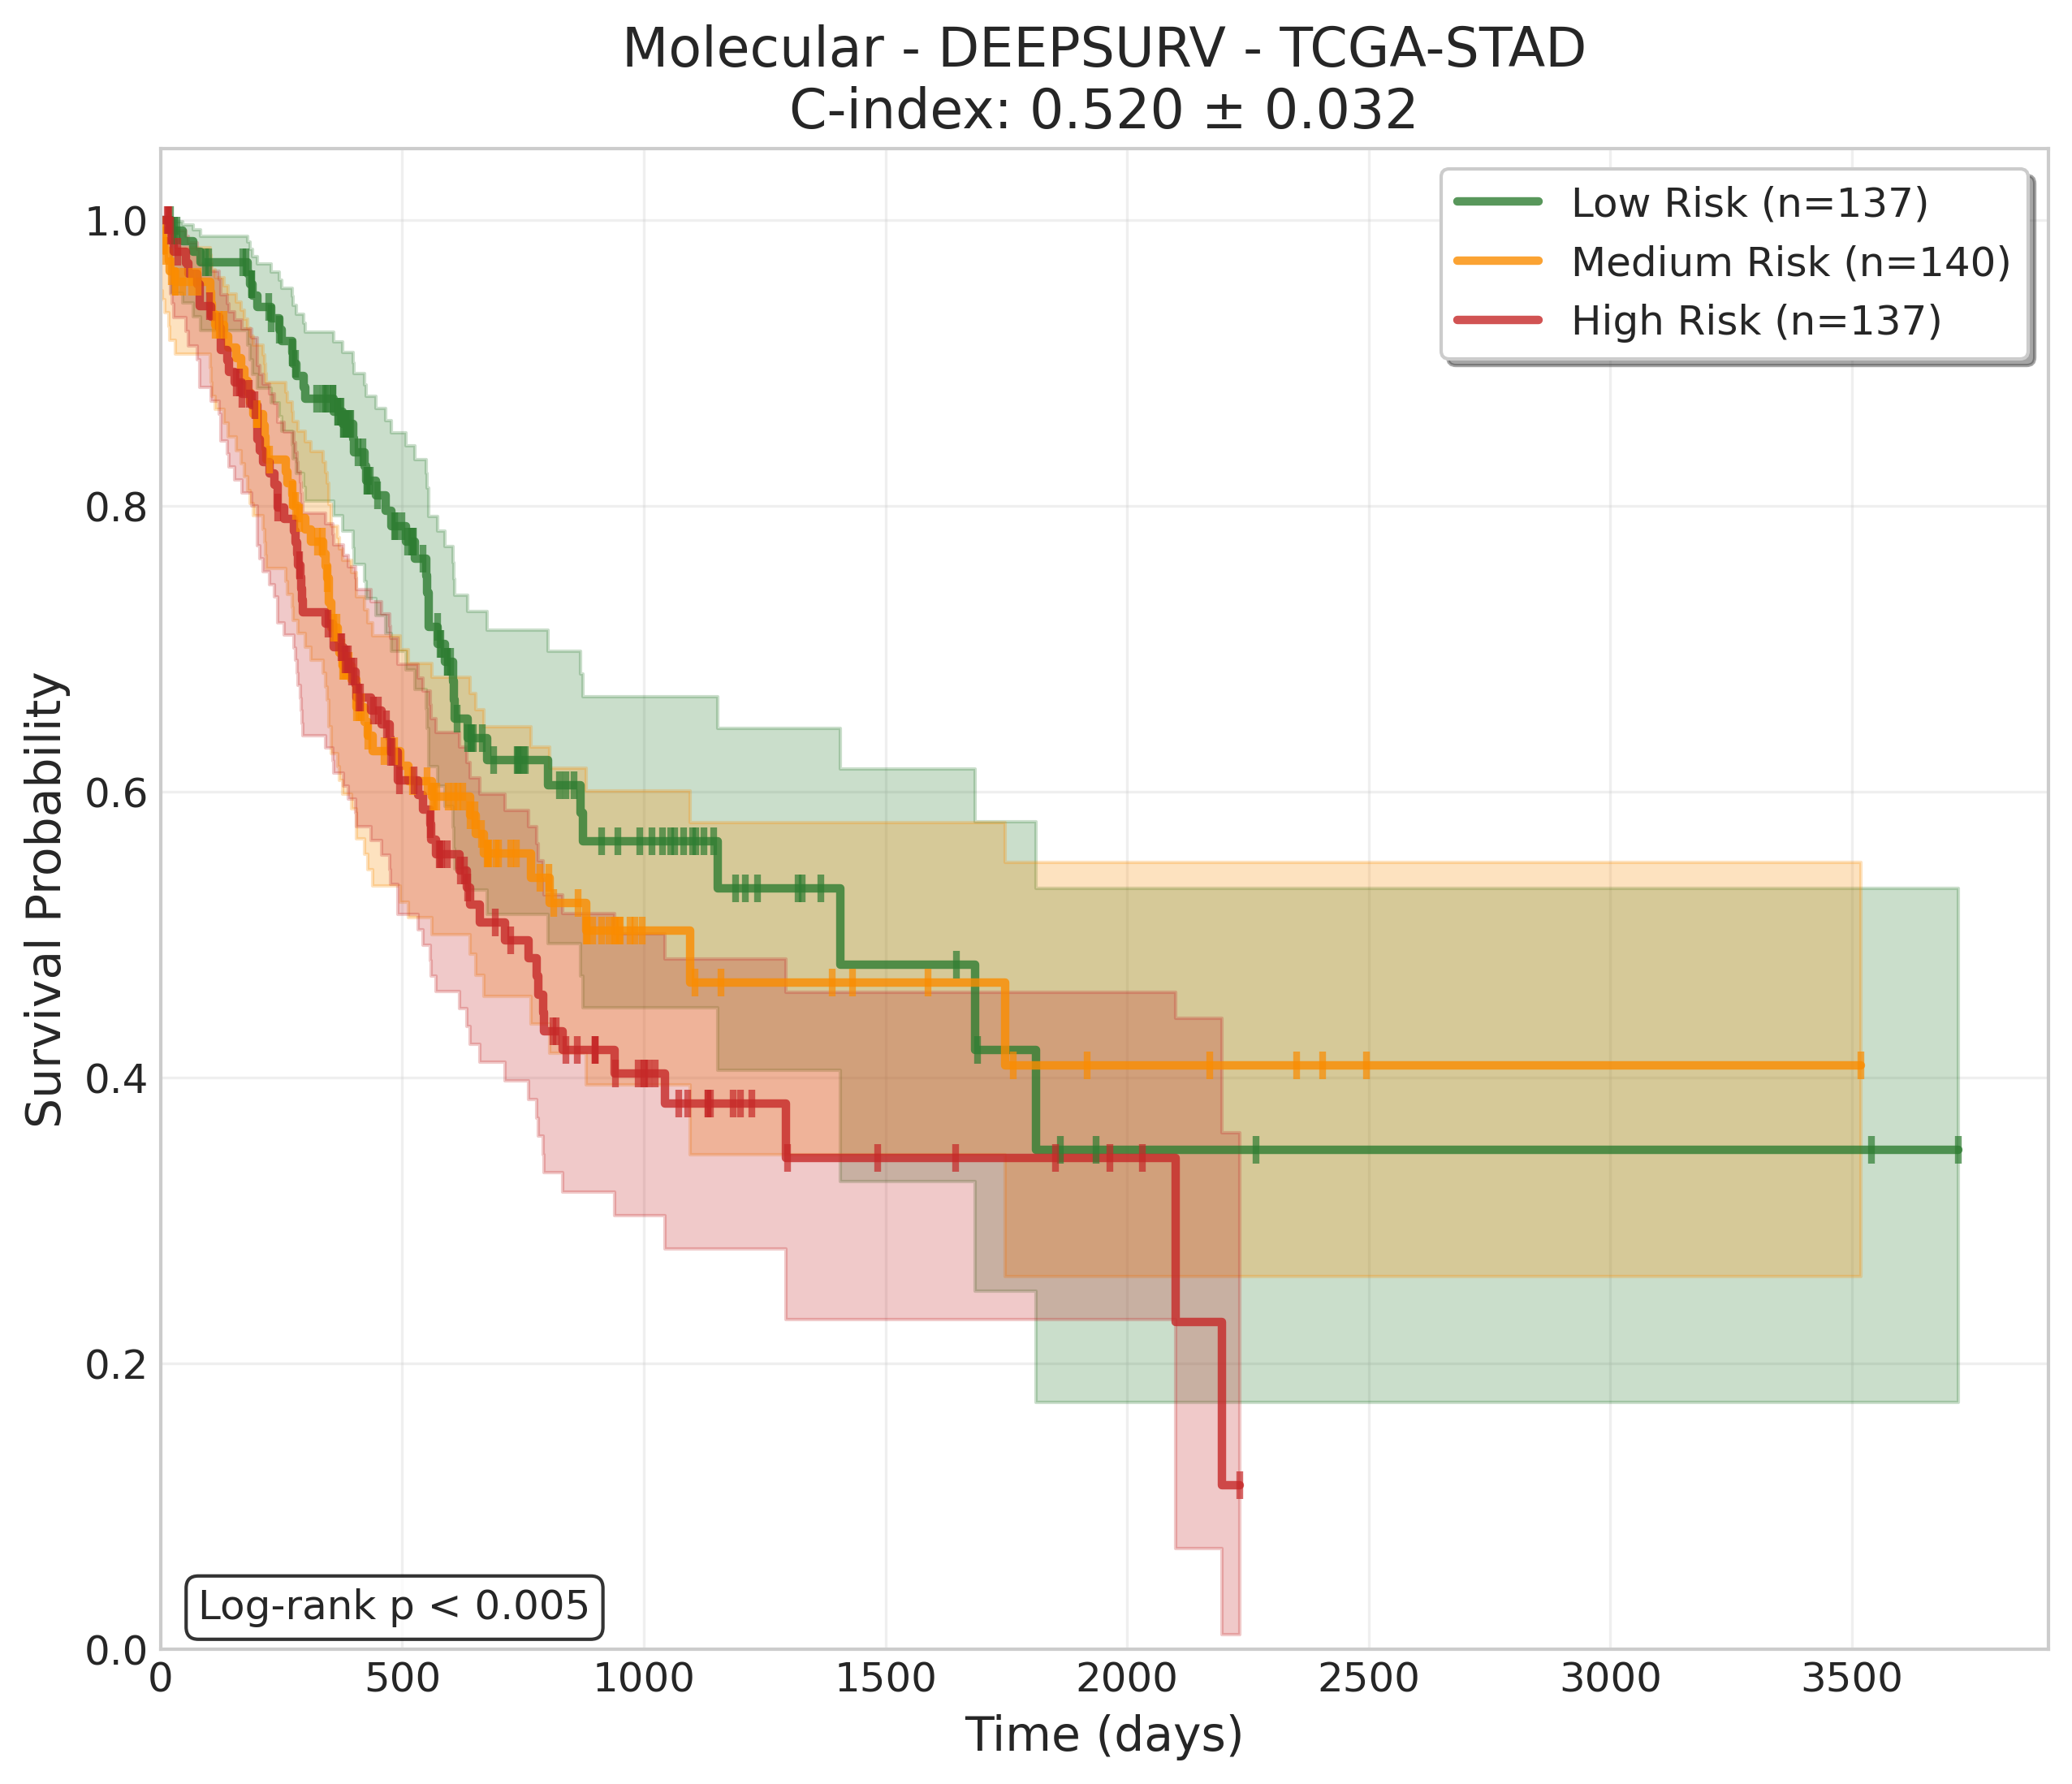 Molecular - DEEPSURV - TCGA-STAD
C-index: 0.520 ± 0.032
Low Risk (n=137)
Medium Risk (n=140)
High Risk (n=137)
Survival Probability
1.0
0.8
0.6
0.4
0.2
0.0
Log-rank p < 0.005
0 500 1000 1500 2000 2500 3000 3500
Time (days)